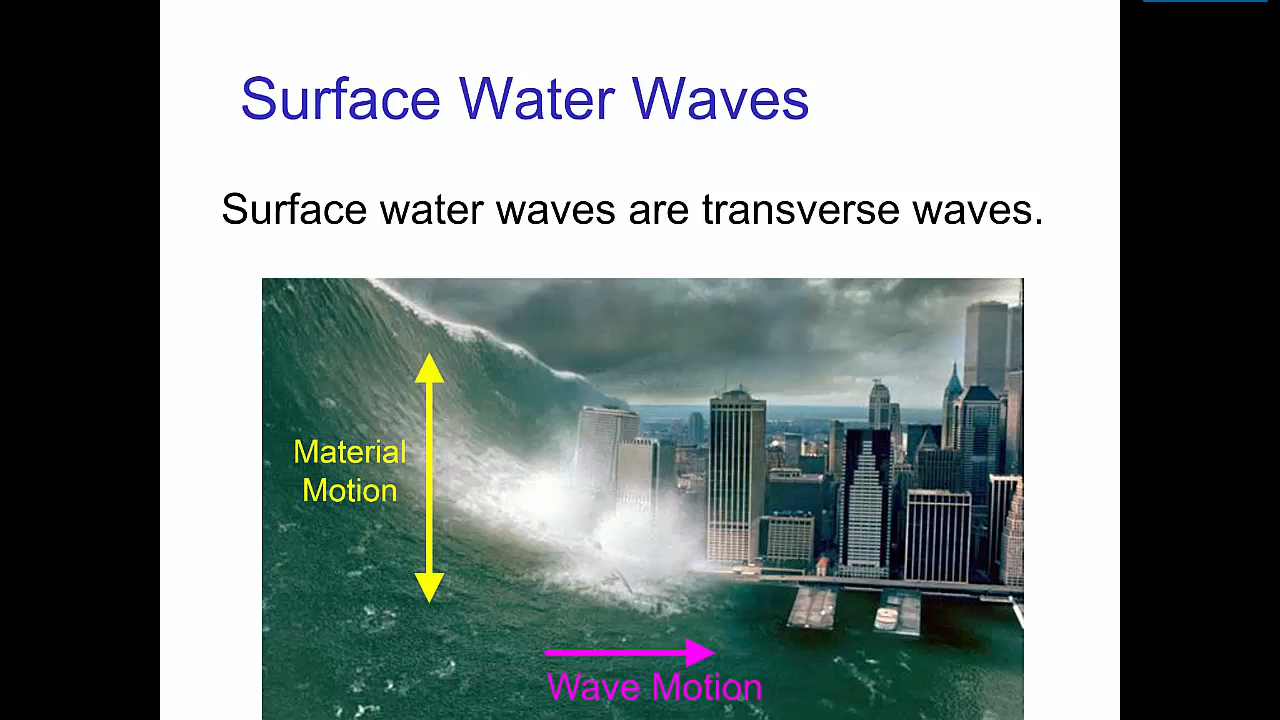 Surface Water Waves
Surface water waves are transverse waves.
Material
Motion
Wave Motion